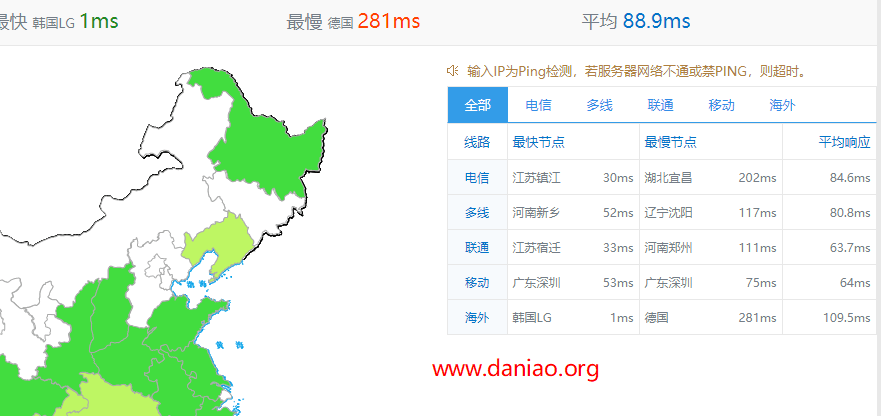 最快 韩国LG 1ms 最慢 德国 281ms 平均 88.9ms
输入IP为Ping检测，若服务器网络不通或禁PING，则超时。
全部 电信 多线 联通 移动 海外
线路 最快节点 最慢节点 平均响应
电信 江苏镇江 30ms 湖北宜昌 202ms 84.6ms
多线 河南新乡 52ms 辽宁沈阳 117ms 80.8ms
联通 江苏宿迁 33ms 河南郑州 111ms 63.7ms
移动 广东深圳 53ms 广东深圳 75ms 64ms
海外 韩国LG 1ms 德国 281ms 109.5ms
www.daniao.org